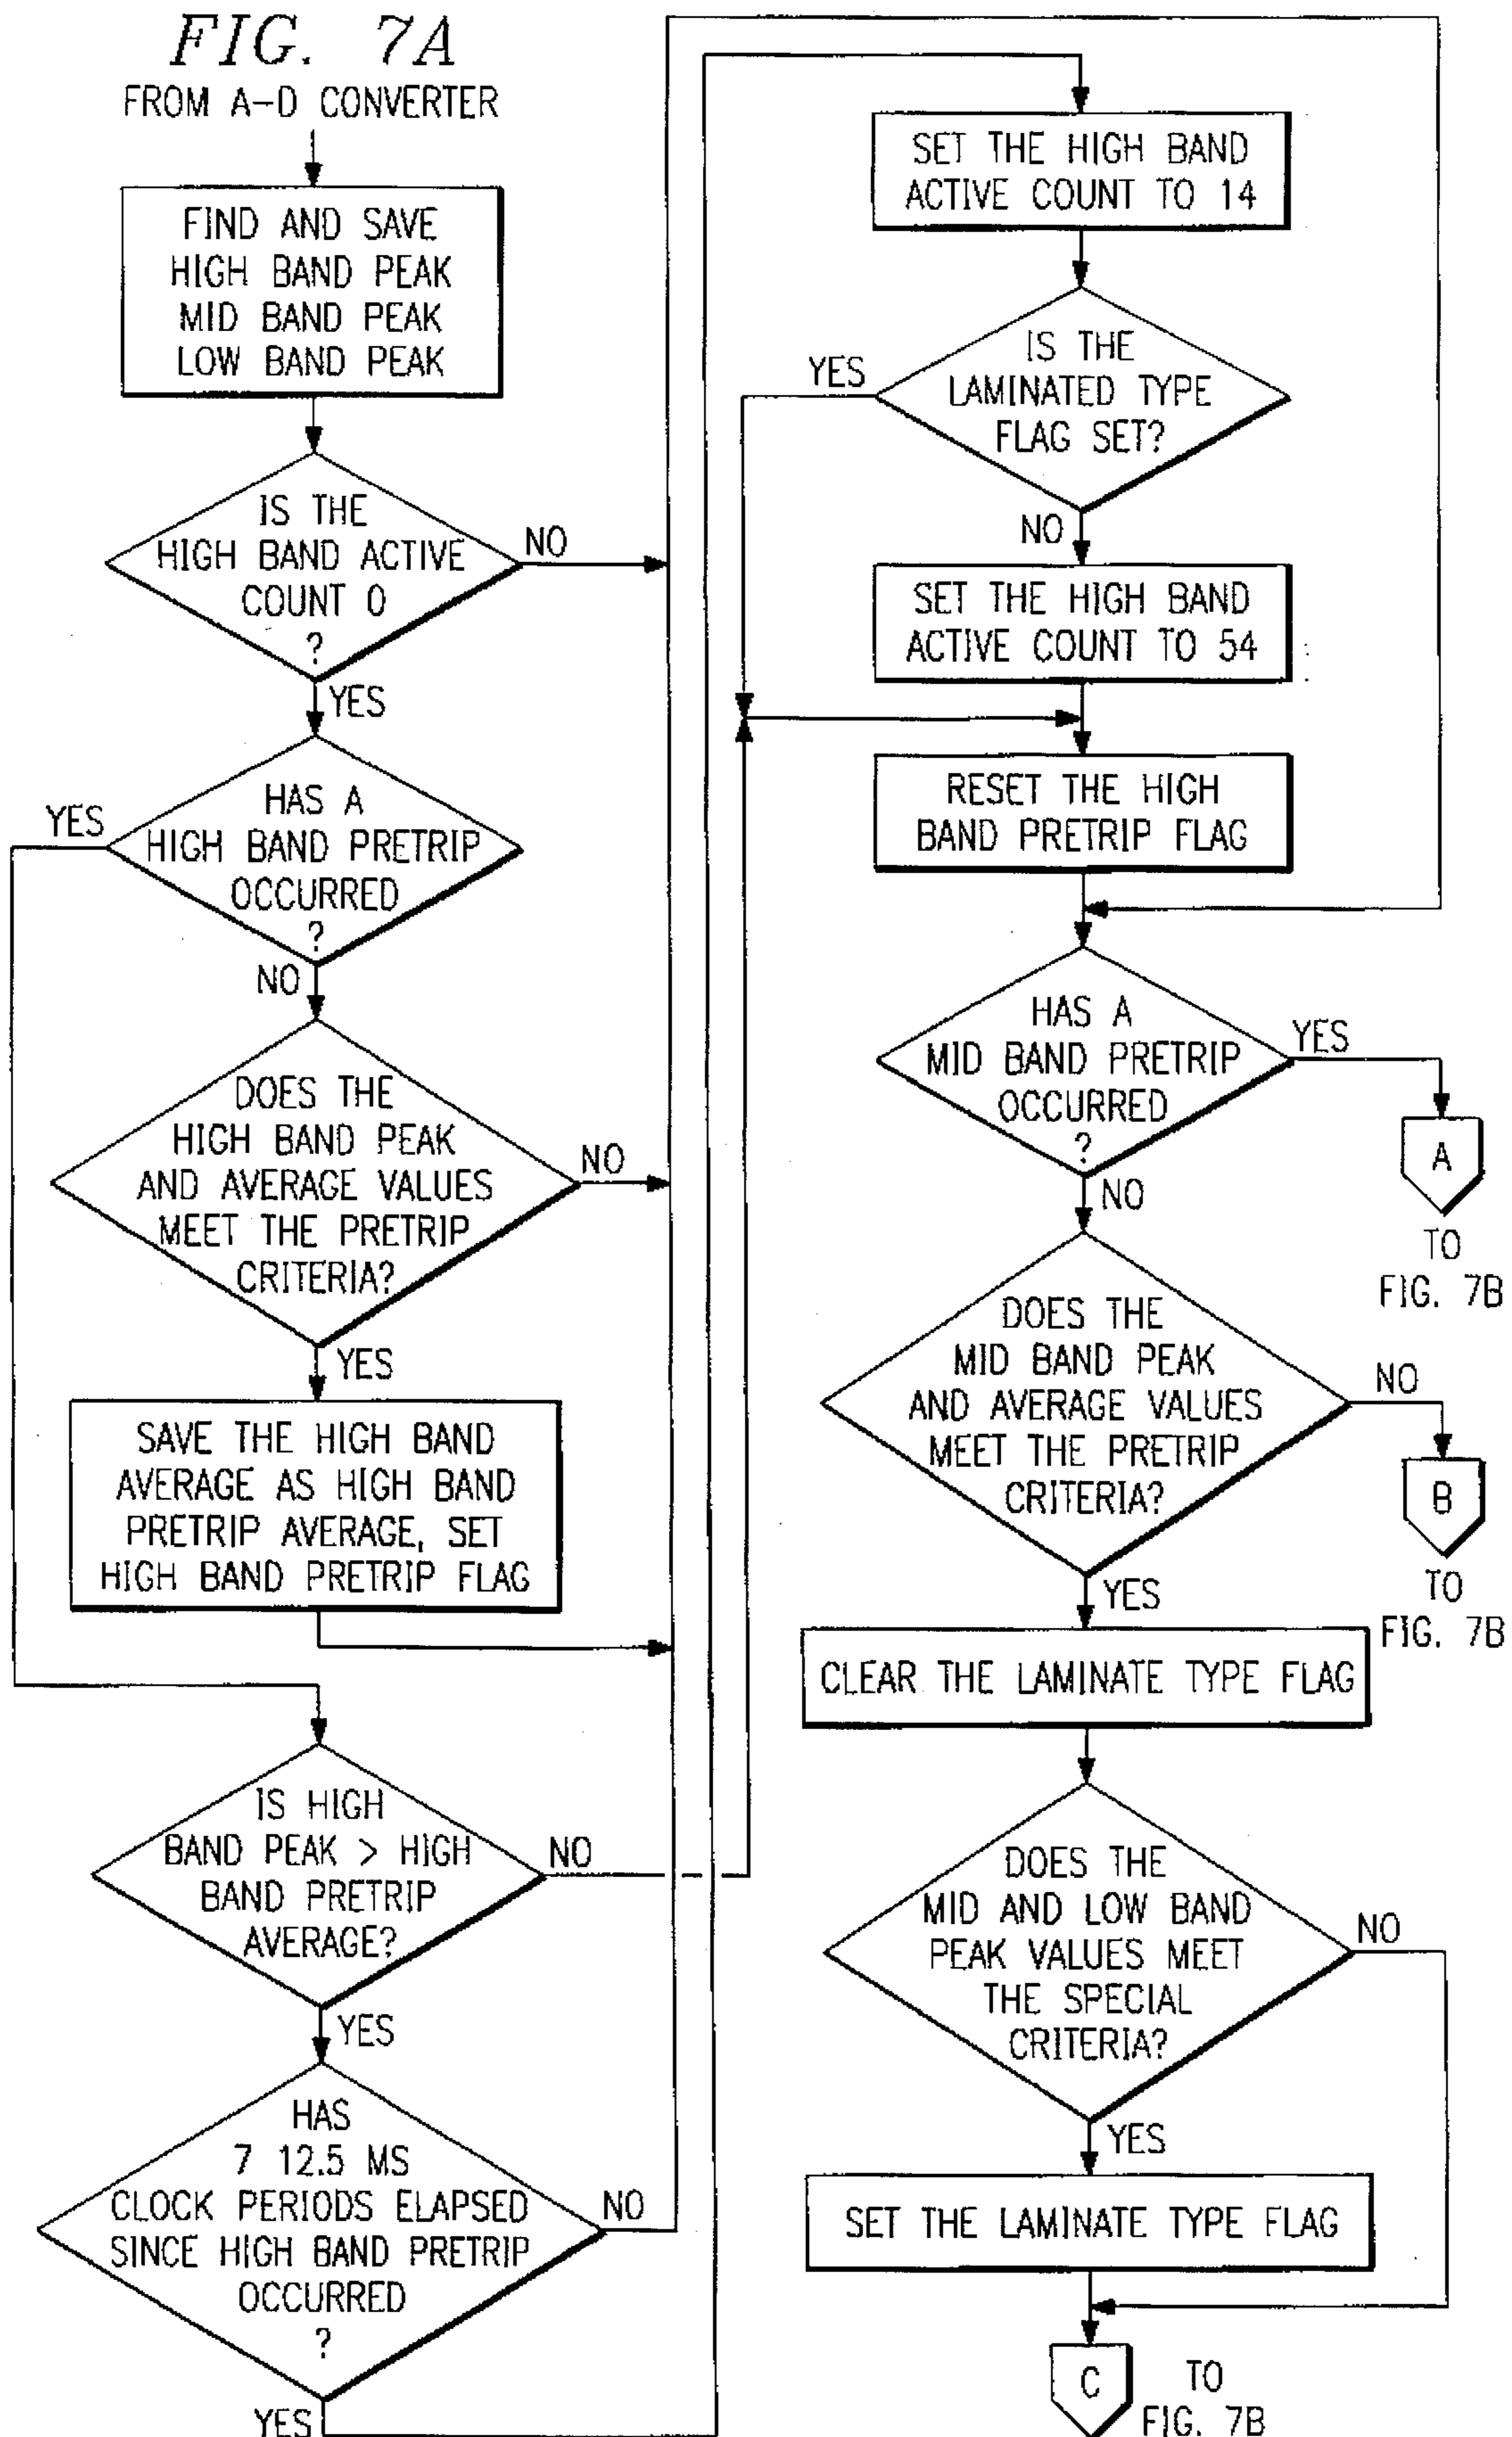 FIG. 7A
FROM A-D CONVERTER
FIND AND SAVE
HIGH BAND PEAK
MID BAND PEAK
LOW BAND PEAK
IS THE
HIGH BAND ACTIVE
COUNT 0
?
NO
YES
HAS A
HIGH BAND PRETRIP
OCCURRED
?
YES
NO
DOES THE
HIGH BAND PEAK
AND AVERAGE VALUES
MEET THE PRETRIP
CRITERIA?
NO
YES
SAVE THE HIGH BAND
AVERAGE AS HIGH BAND
PRETRIP AVERAGE, SET
HIGH BAND PRETRIP FLAG
IS HIGH
BAND PEAK > HIGH
BAND PRETRIP
AVERAGE?
NO
YES
HAS
7 12.5 MS
CLOCK PERIODS ELAPSED
SINCE HIGH BAND PRETRIP
OCCURRED
?
NO
YES
SET THE HIGH BAND
ACTIVE COUNT TO 14
IS THE
LAMINATED TYPE
FLAG SET?
YES
NO
SET THE HIGH BAND
ACTIVE COUNT TO 54
RESET THE HIGH
BAND PRETRIP FLAG
HAS A
MID BAND PRETRIP
OCCURRED
?
YES
A
TO
FIG. 7B
NO
DOES THE
MID BAND PEAK
AND AVERAGE VALUES
MEET THE PRETRIP
CRITERIA?
NO
B
TO
FIG. 7B
YES
CLEAR THE LAMINATE TYPE FLAG
DOES THE
MID AND LOW BAND
PEAK VALUES MEET
THE SPECIAL
CRITERIA?
NO
YES
SET THE LAMINATE TYPE FLAG
C
TO
FIG. 7B